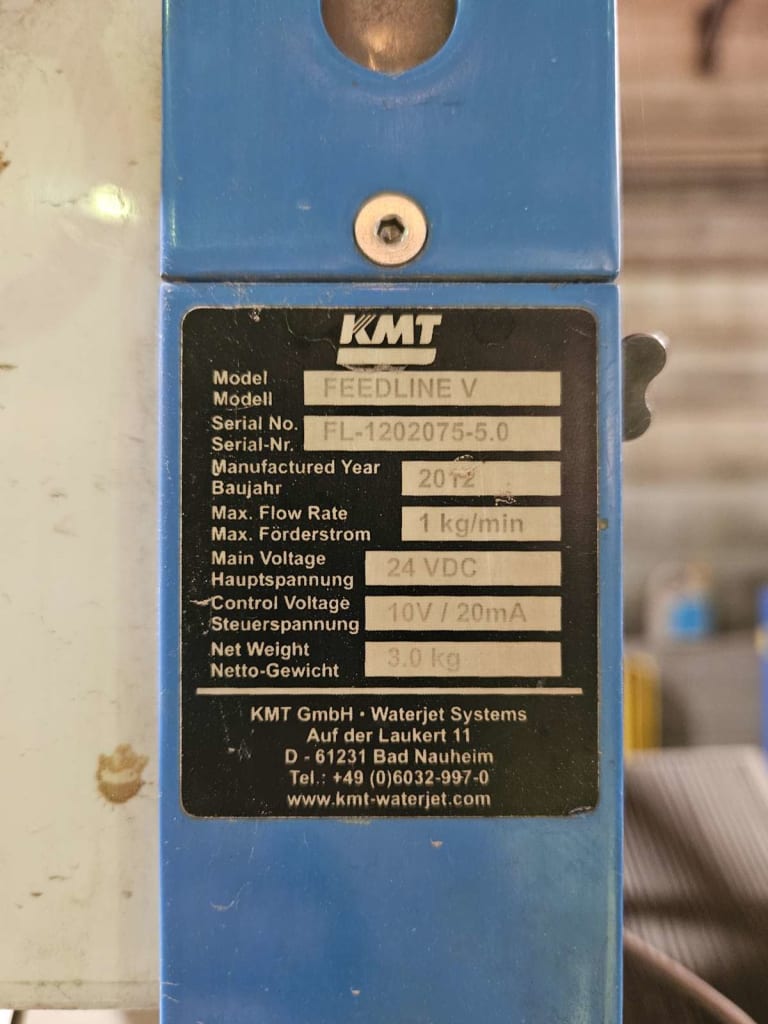 KMT
Model
Modell
FEEDLINE V
Serial No.
Serial-Nr.
FL-1202075-5.0
Manufactured Year
Baujahr
2012
Max. Flow Rate
Max. Förderstrom
1 kg/min
Main Voltage
Hauptspannung
24 VDC
Control Voltage
Steuerspannung
10V / 20mA
Net Weight
Netto-Gewicht
3.0 kg
KMT GmbH · Waterjet Systems
Auf der Laukert 11
D - 61231 Bad Nauheim
Tel.: +49 (0)6032-997-0
www.kmt-waterjet.com